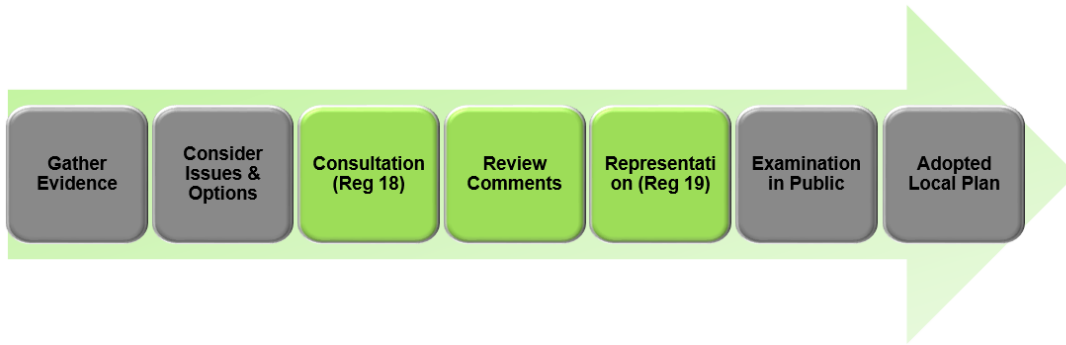 Gather
Evidence
Consider
Issues &
Options
Consultation
(Reg 18)
Review
Comments
Representati
on (Reg 19)
Examination
in Public
Adopted
Local Plan